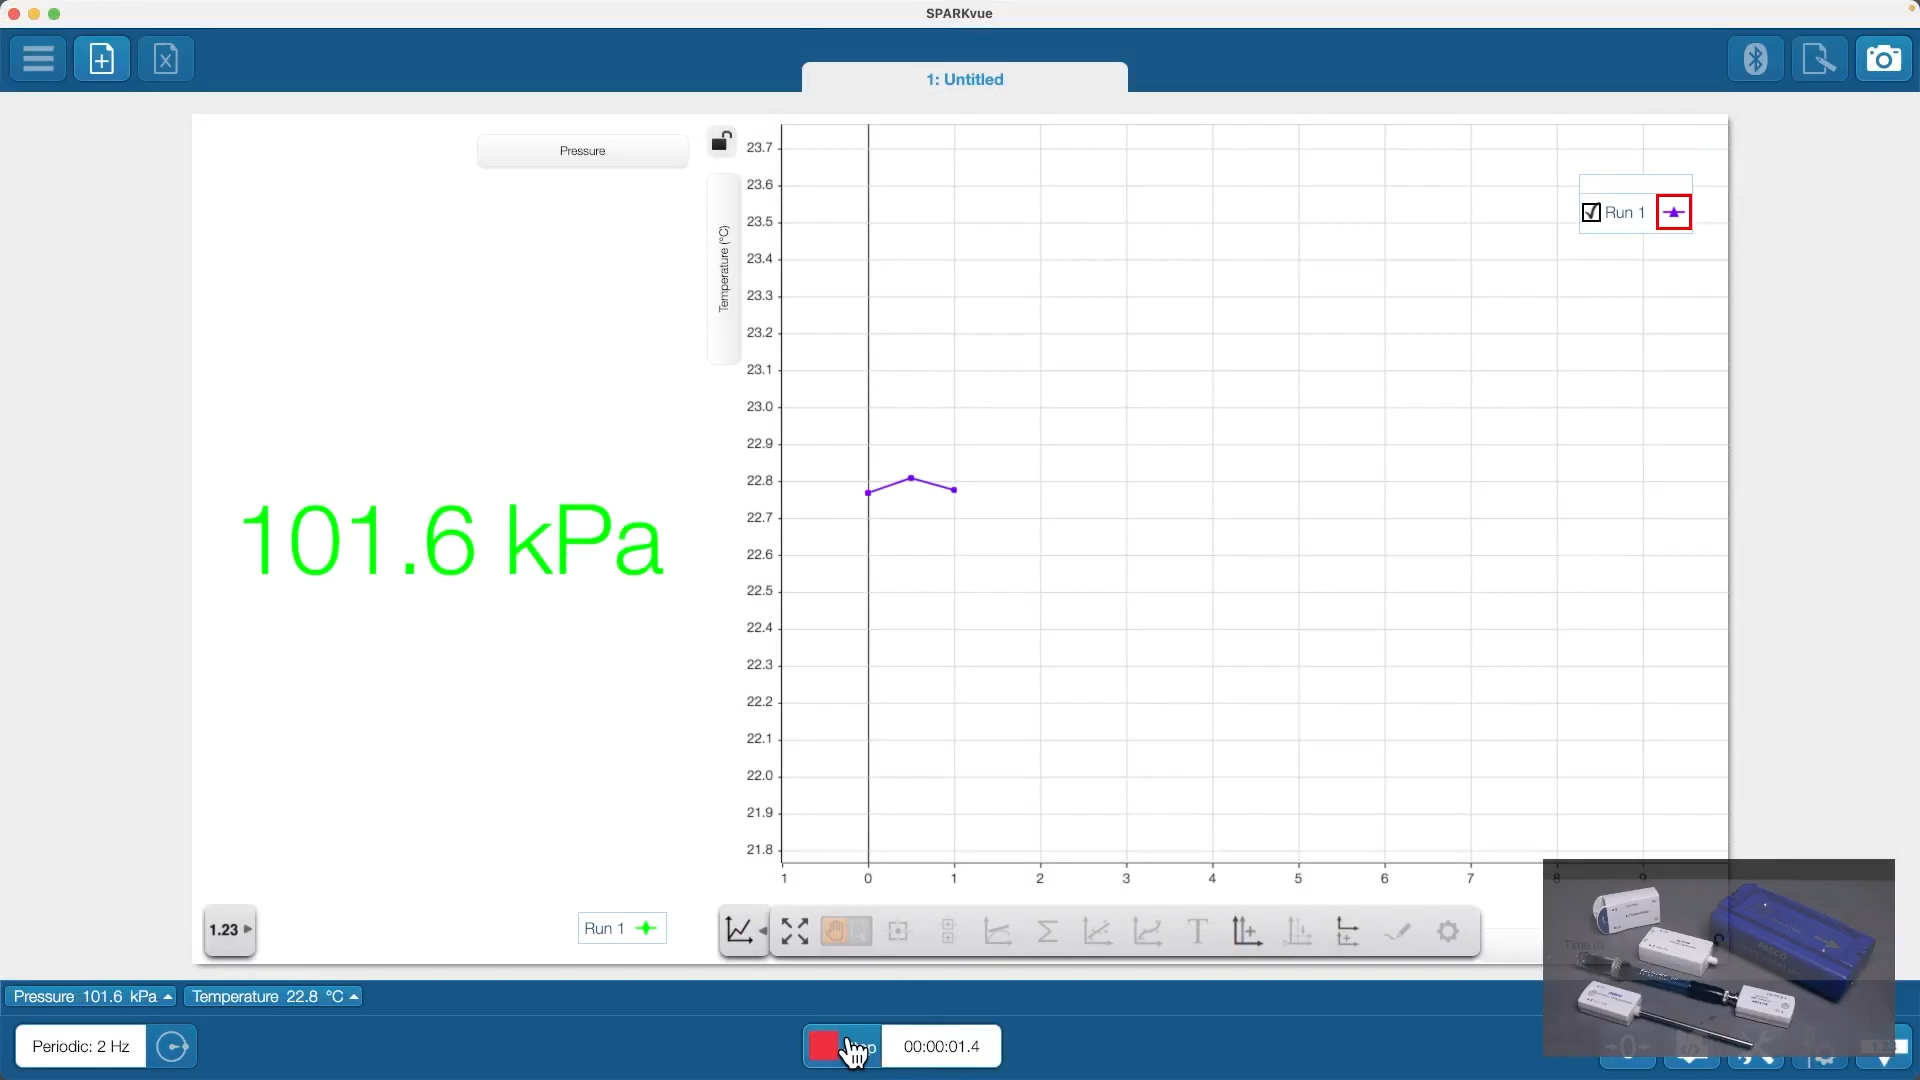 SPARKvue
1: Untitled
Pressure
23.7
23.6
23.5
23.4
23.3
23.2
23.1
23.0
22.9
22.8
22.7
22.6
22.5
22.4
22.3
22.2
22.1
22.0
21.9
21.8
Temperature (°C)
Run 1
101.6 kPa
1 0 1 2 3 4 5 6 7 8 9
1.23
Run 1
T
Time (s)
PASCO
Pressure 101.6 kPa
Temperature 22.8 °C
Periodic: 2 Hz
00:00:01.4